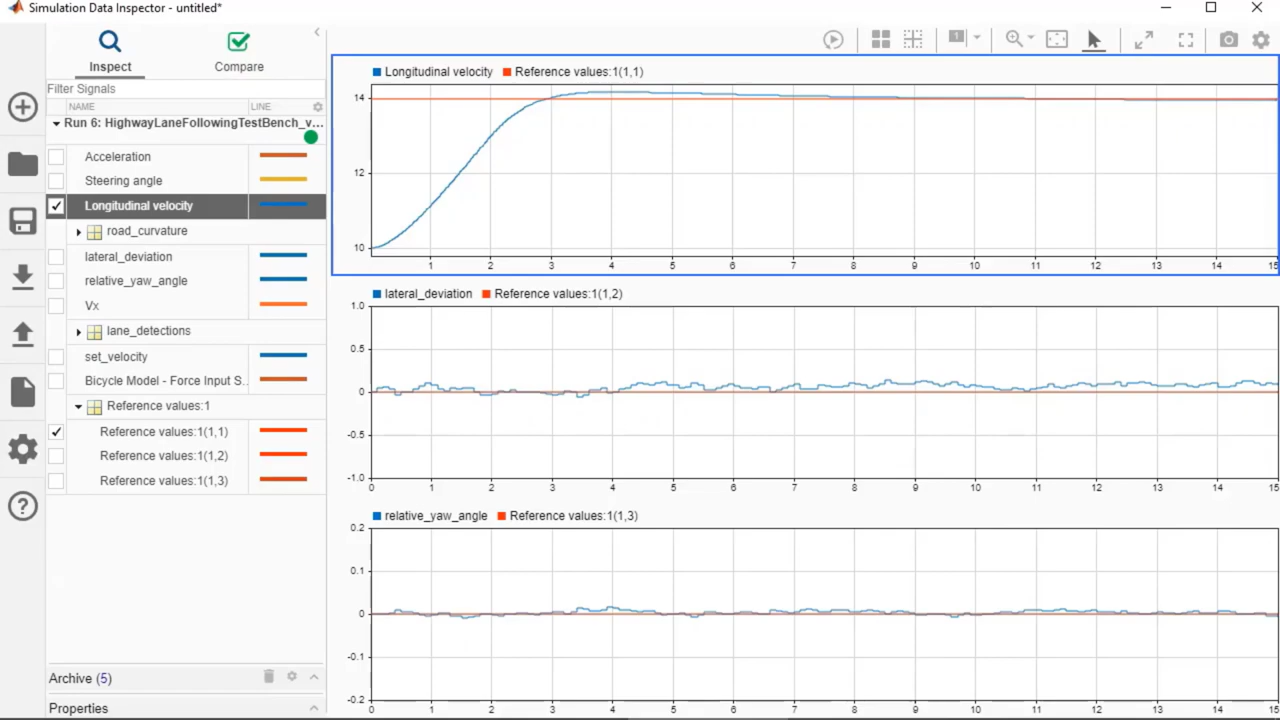 Simulation Data Inspector - untitled*
Inspect
Compare
Filter Signals
NAME LINE
Run 6: HighwayLaneFollowingTestBench_v...
Acceleration
Steering angle
Longitudinal velocity
road_curvature
lateral_deviation
relative_yaw_angle
Vx
lane_detections
set_velocity
Bicycle Model - Force Input S..
Reference values:1
Reference values:1(1,1)
Reference values:1(1,2)
Reference values:1(1,3)
Archive (5)
Properties
1
Longitudinal velocity Reference values:1(1,1)
14
12
10
1 2 3 4 5 6 7 8 9 10 11 12 13 14 15
lateral_deviation Reference values:1(1,2)
1.0
0.5
0
-0.5
-1.0
0 1 2 3 4 5 6 7 8 9 10 11 12 13 14 15
relative_yaw_angle Reference values:1(1,3)
0.2
0.1
0
-0.1
-0.2
0 1 2 3 4 5 6 7 8 9 10 11 12 13 14 15